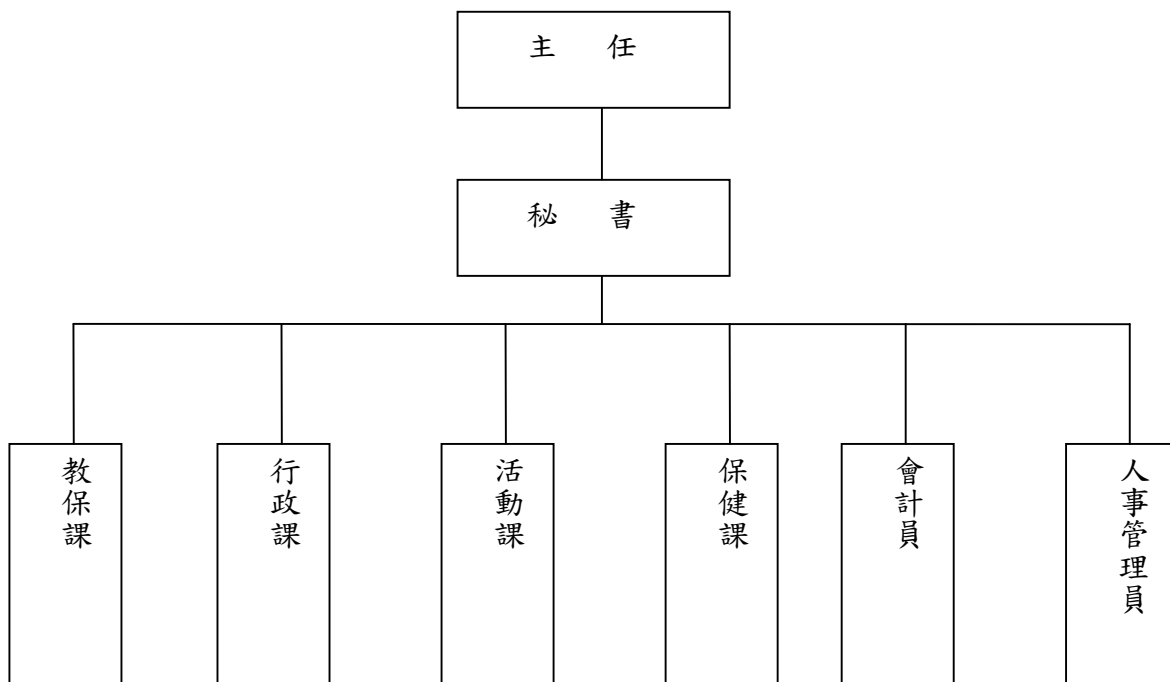 主 任
秘 書
教保課
行政課
活動課
保健課
會計員
人事管理員